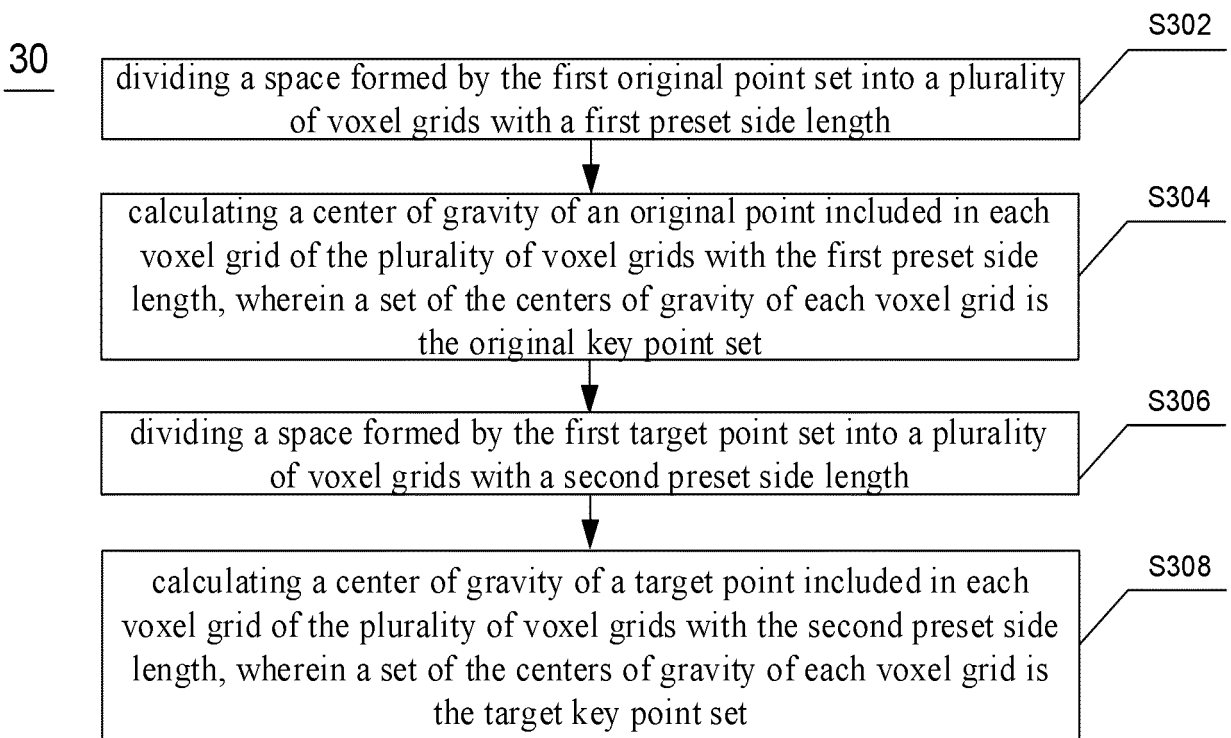 30
S302
dividing a space formed by the first original point set into a plurality
of voxel grids with a first preset side length
S304
calculating a center of gravity of an original point included in each
voxel grid of the plurality of voxel grids with the first preset side
length, wherein a set of the centers of gravity of each voxel grid is
the original key point set
S306
dividing a space formed by the first target point set into a plurality
of voxel grids with a second preset side length
S308
calculating a center of gravity of a target point included in each
voxel grid of the plurality of voxel grids with the second preset side
length, wherein a set of the centers of gravity of each voxel grid is
the target key point set